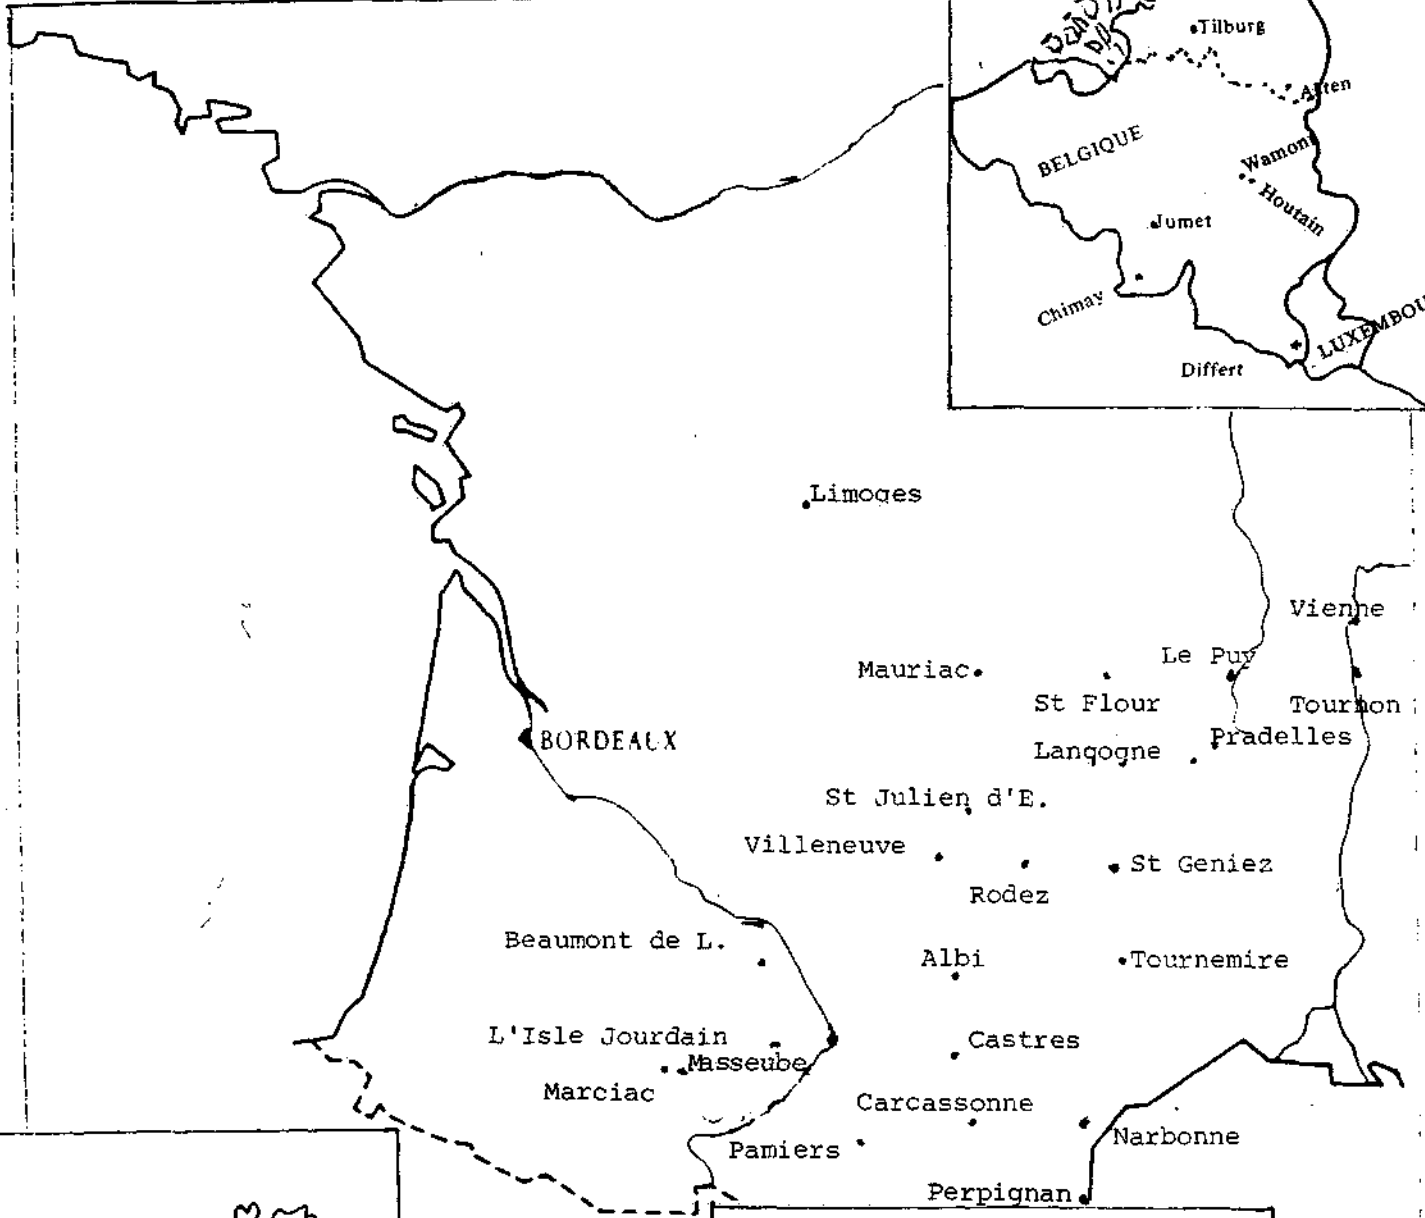 Tilburg
BELGIQUE
Wamont
Houtain
Jumet
Chimay
LUXEMBOU
Differt
Limoges
Vienne
Le Puy
Mauriac
St Flour
Tournon
Pradelles
BORDEAUX
Langogne
St Julien d'E.
Villeneuve
St Geniez
Rodez
Beaumont de L.
Albi
Tournemire
L'Isle Jourdain
Castres
Masseube
Marciac
Carcassonne
Narbonne
Pamiers
Perpignan